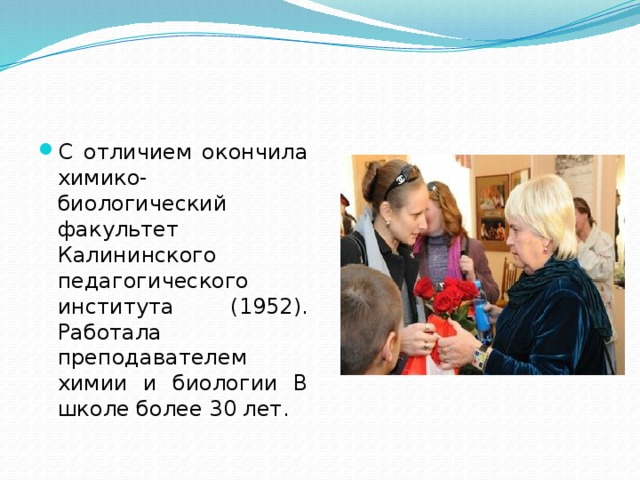 С отличием окончила
химико-
биологический
факультет
Калининского
педагогического
института (1952).
Работала
преподавателем
химии и биологии В
школе более 30 лет.